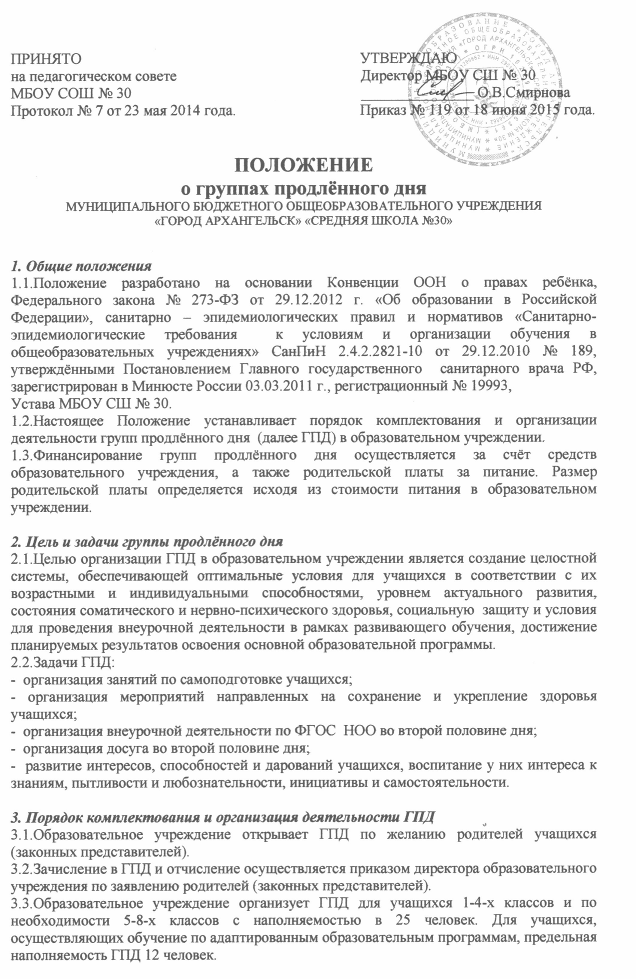 ПРИНЯТО
на педагогическом совете
МБОУ СОШ № 30
Протокол № 7 от 23 мая 2014 года.
УТВЕРЖДАЮ
Директор МБОУ СШ № 30
О.В.Смирнова
Приказ № 119 от 18 июня 2015 года.
ПОЛОЖЕНИЕ
о группах продлённого дня
МУНИЦИПАЛЬНОГО БЮДЖЕТНОГО ОБЩЕОБРАЗОВАТЕЛЬНОГО УЧРЕЖДЕНИЯ
«ГОРОД АРХАНГЕЛЬСК» «СРЕДНЯЯ ШКОЛА №30»
1. Общие положения
1.1.Положение разработано на основании Конвенции ООН о правах ребёнка,
Федерального закона № 273-ФЗ от 29.12.2012 г. «Об образовании в Российской
Федерации», санитарно – эпидемиологических правил и нормативов «Санитарно-
эпидемиологические требования к условиям и организации обучения в
общеобразовательных учреждениях» СанПиН 2.4.2.2821-10 от 29.12.2010 № 189,
утверждёнными Постановлением Главного государственного санитарного врача РФ,
зарегистрирован в Минюсте России 03.03.2011 г., регистрационный № 19993,
Устава МБОУ СШ № 30.
1.2.Настоящее Положение устанавливает порядок комплектования и организации
деятельности групп продлённого дня (далее ГПД) в образовательном учреждении.
1.3.Финансирование групп продлённого дня осуществляется за счёт средств
образовательного учреждения, а также родительской платы за питание. Размер
родительской платы определяется исходя из стоимости питания в образовательном
учреждении.
2. Цель и задачи группы продлённого дня
2.1.Целью организации ГПД в образовательном учреждении является создание целостной
системы, обеспечивающей оптимальные условия для учащихся в соответствии с их
возрастными и индивидуальными способностями, уровнем актуального развития,
состояния соматического и нервно-психического здоровья, социальную защиту и условия
для проведения внеурочной деятельности в рамках развивающего обучения, достижение
планируемых результатов освоения основной образовательной программы.
2.2.Задачи ГПД:
- организация занятий по самоподготовке учащихся;
- организация мероприятий направленных на сохранение и укрепление здоровья
учащихся;
- организация внеурочной деятельности по ФГОС НОО во второй половине дня;
- организация досуга во второй половине дня;
- развитие интересов, способностей и дарований учащихся, воспитание у них интереса к
знаниям, пытливости и любознательности, инициативы и самостоятельности.
3. Порядок комплектования и организация деятельности ГПД
3.1.Образовательное учреждение открывает ГПД по желанию родителей учащихся
(законных представителей).
3.2.Зачисление в ГПД и отчисление осуществляется приказом директора образовательного
учреждения по заявлению родителей (законных представителей).
3.3.Образовательное учреждение организует ГПД для учащихся 1-4-х классов и по
необходимости 5-8-х классов с наполняемостью в 25 человек. Для учащихся,
осуществляющих обучение по адаптированным образовательным программам, предельная
наполняемость ГПД 12 человек.